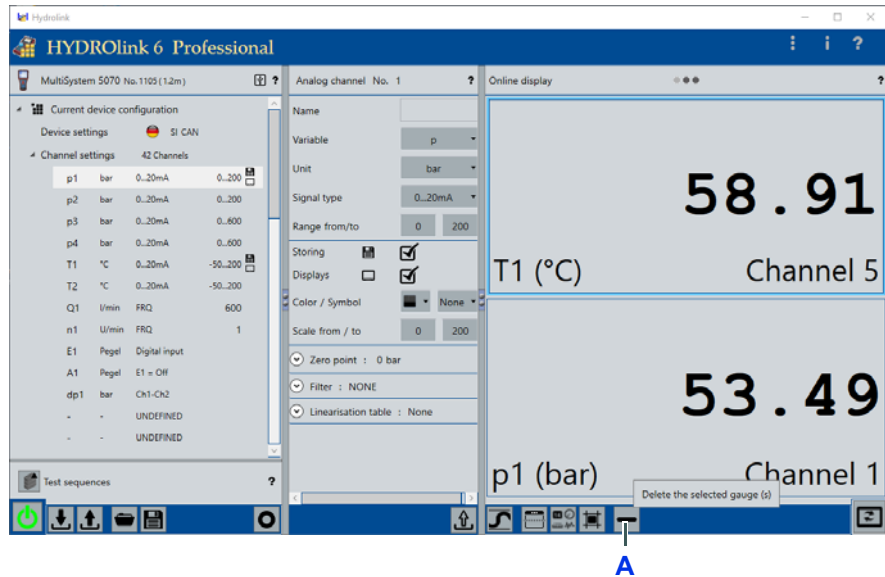 Hydrolink
HYDROlink 6 Professional
i ?
MultiSystem 5070 No.1105 (1.2m) ?
Current device configuration
Device settings SI CAN
Channel settings 42 Channels
p1 bar 0...20mA 0...200
p2 bar 0...20mA 0...200
p3 bar 0...20mA 0...600
p4 bar 0...20mA 0...600
T1 °C 0...20mA -50...200
T2 °C 0...20mA -50...200
Q1 l/min FRQ 600
n1 U/min FRQ 1
E1 Pegel Digital input
A1 Pegel E1 = Off
dp1 bar Ch1-Ch2
- - UNDEFINED
- - UNDEFINED
Test sequences ?
Analog channel No. 1 ?
Name
Variable p
Unit bar
Signal type 0...20mA
Range from/to 0 200
Storing
Displays
Color / Symbol None
Scale from / to 0 200
Zero point : 0 bar
Filter : NONE
Linearisation table : None
Online display ?
58.91
T1 (°C) Channel 5
53.49
p1 (bar) Channel 1
Delete the selected gauge (s)
A